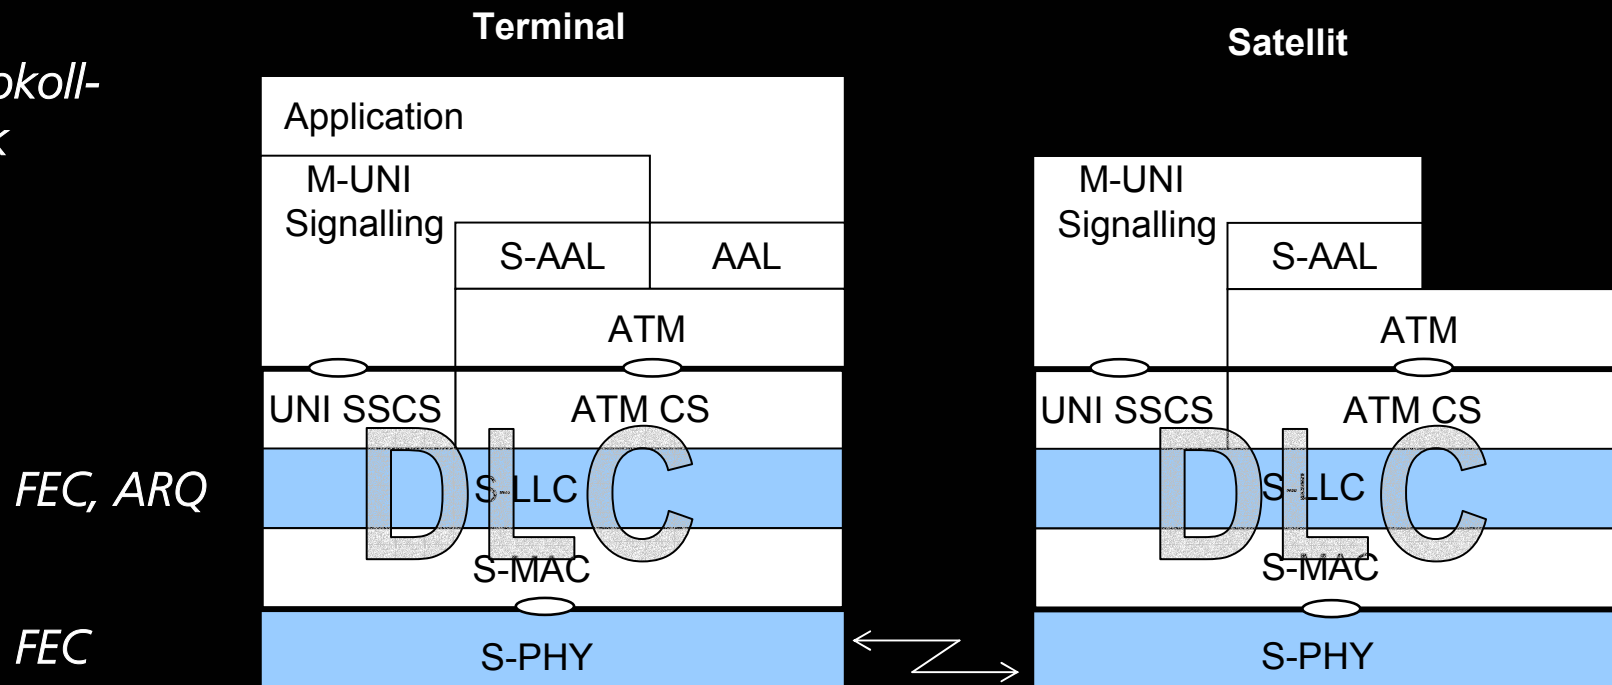 Terminal
Satellit
okoll-
k
Application
M-UNI
Signalling
S-AAL
AAL
ATM
UNI SSCS
ATM CS
FEC, ARQ
DLC
S-LLC
S-MAC
FEC
S-PHY
M-UNI
Signalling
S-AAL
ATM
UNI SSCS
ATM CS
DLC
S-LLC
S-MAC
S-PHY